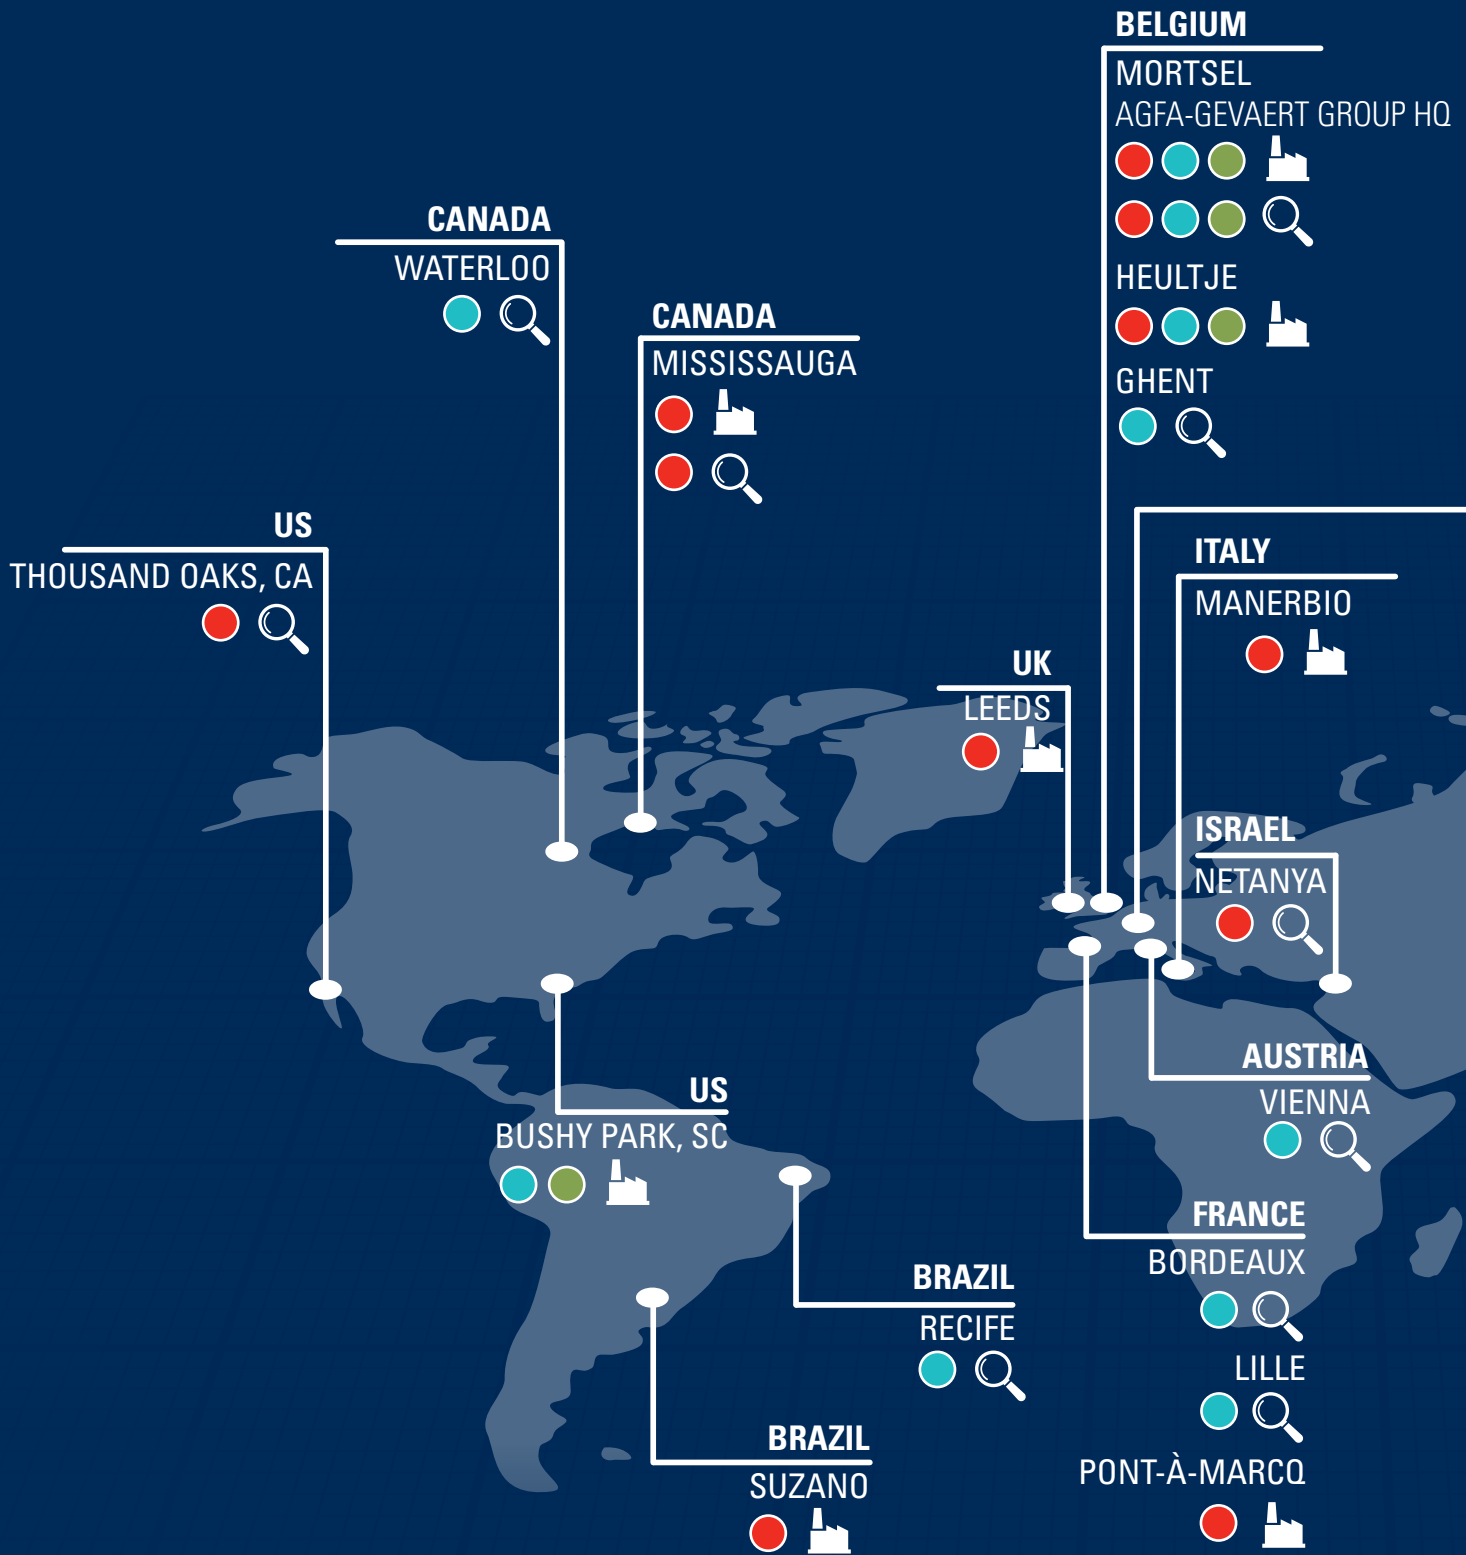 BELGIUM
MORTSEL
AGFA-GEVAERT GROUP HQ
HEULTJE
GHENT
CANADA
WATERLOO
CANADA
MISSISSAUGA
US
THOUSAND OAKS, CA
ITALY
MANERBIO
UK
LEEDS
ISRAEL
NETANYA
AUSTRIA
VIENNA
US
BUSHY PARK, SC
FRANCE
BORDEAUX
LILLE
PONT-À-MARCQ
BRAZIL
RECIFE
BRAZIL
SUZANO